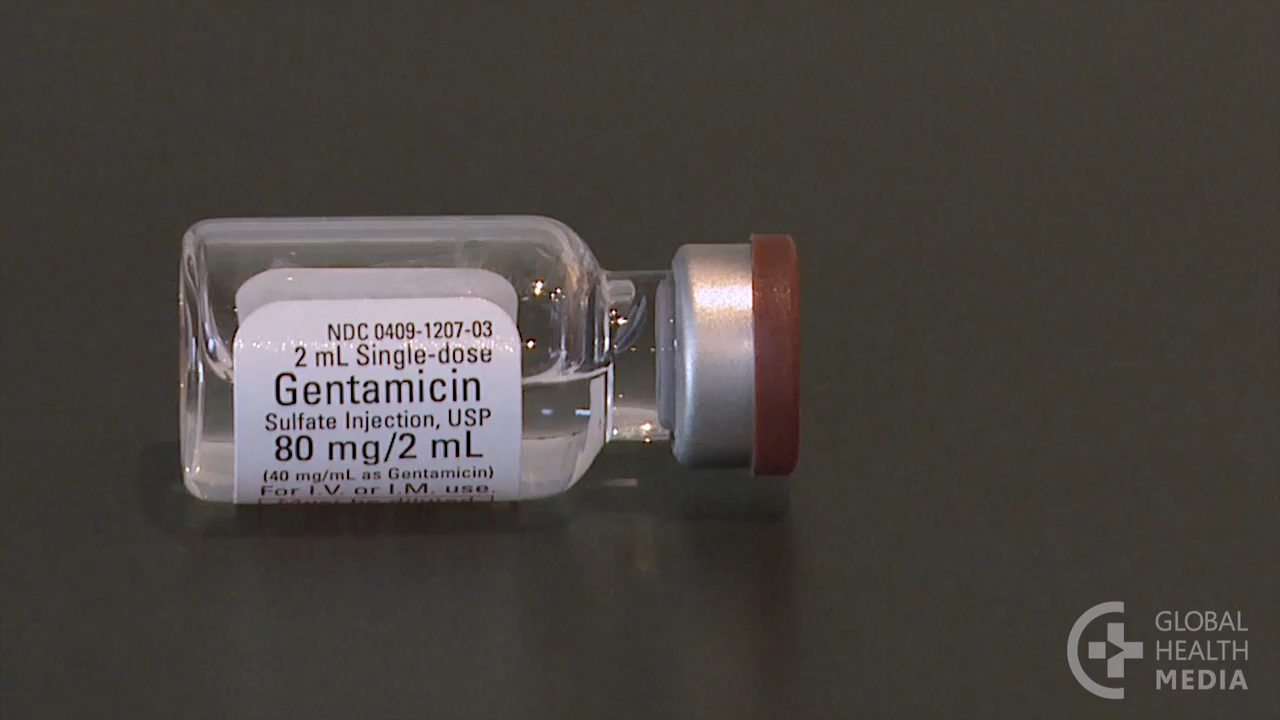 NDC 0409-1207-03
2 mL Single-dose
Gentamicin
Sulfate Injection, USP
80 mg/2 mL
(40 mg/mL as Gentamicin)
For I.V. or I.M. use.
GLOBAL
HEALTH
MEDIA